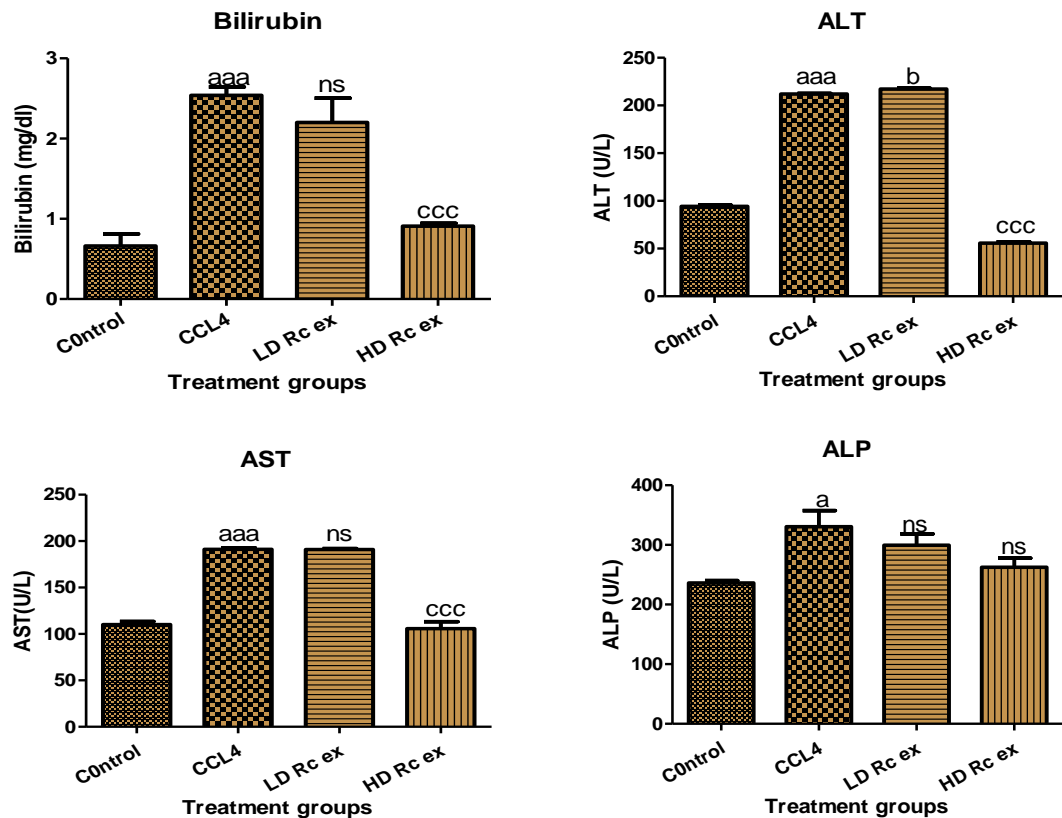 Bilirubin
Bilirubin (mg/dl)
3
2
1
0
aaa
ns
ccc
C0ntrol
CCL4
LD Rc ex
HD Rc ex
Treatment groups
ALT
ALT (U/L)
250
200
150
100
50
0
aaa
b
ccc
C0ntrol
CCL4
LD Rc ex
HD Rc ex
Treatment groups
AST
AST(U/L)
250
200
150
100
50
0
aaa
ns
ccc
C0ntrol
CCL4
LD Rc ex
HD Rc ex
Treatment groups
ALP
ALP (U/L)
400
300
200
100
0
a
ns
ns
C0ntrol
CCL4
LD Rc ex
HD Rc ex
Treatment groups